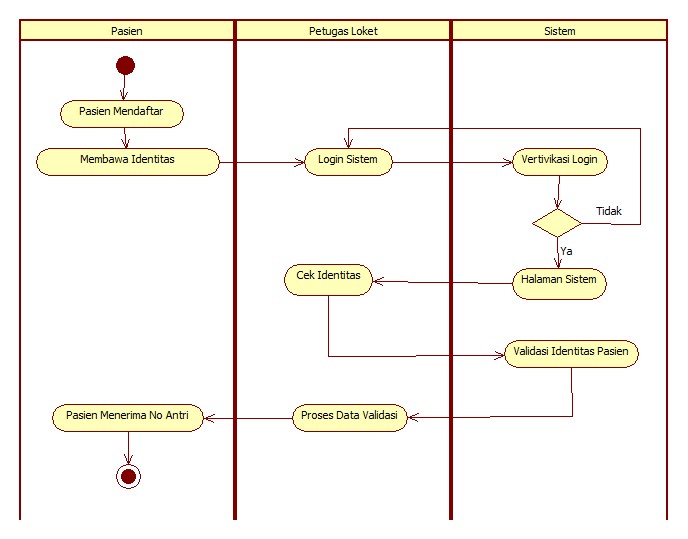 Pasien
Petugas Loket
Sistem
Pasien Mendaftar
Membawa Identitas
Login Sistem
Vertivikasi Login
Tidak
Ya
Cek Identitas
Halaman Sistem
Validasi Identitas Pasien
Pasien Menerima No Antri
Proses Data Validasi